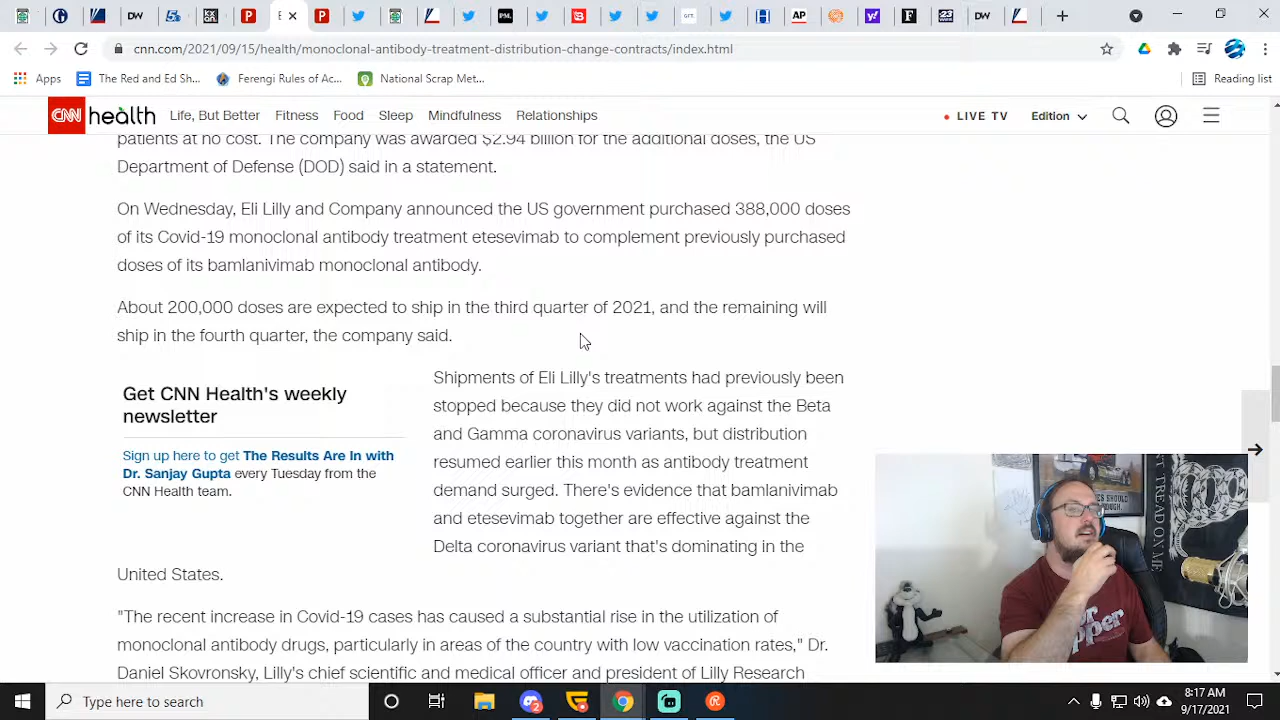 E
DW
PML
GIT
AP
23
DW
cnn.com/2021/09/15/health/monoclonal-antibody-treatment-distribution-change-contracts/index.html
Apps
The Red and Ed Sh...
Ferengi Rules of Ac...
National Scrap Met...
Reading list
CNN health
Life, But Better
Fitness
Food
Sleep
Mindfulness
Relationships
LIVE TV
Edition
patients at no cost. The company was awarded $2.94 billion for the additional doses, the US
Department of Defense (DOD) said in a statement.
On Wednesday, Eli Lilly and Company announced the US government purchased 388,000 doses
of its Covid-19 monoclonal antibody treatment etesevimab to complement previously purchased
doses of its bamlanivimab monoclonal antibody.
About 200,000 doses are expected to ship in the third quarter of 2021, and the remaining will
ship in the fourth quarter, the company said.
Get CNN Health's weekly
newsletter
Sign up here to get The Results Are In with
Dr. Sanjay Gupta every Tuesday from the
CNN Health team.
Shipments of Eli Lilly's treatments had previously been
stopped because they did not work against the Beta
and Gamma coronavirus variants, but distribution
resumed earlier this month as antibody treatment
demand surged. There's evidence that bamlanivimab
and etesevimab together are effective against the
Delta coronavirus variant that's dominating in the
United States.
"The recent increase in Covid-19 cases has caused a substantial rise in the utilization of
monoclonal antibody drugs, particularly in areas of the country with low vaccination rates," Dr.
Daniel Skovronsky, Lilly's chief scientific and medical officer and president of Lilly Research
SHOULD
TREAD ON ME
Type here to search
8:17 AM
9/17/2021